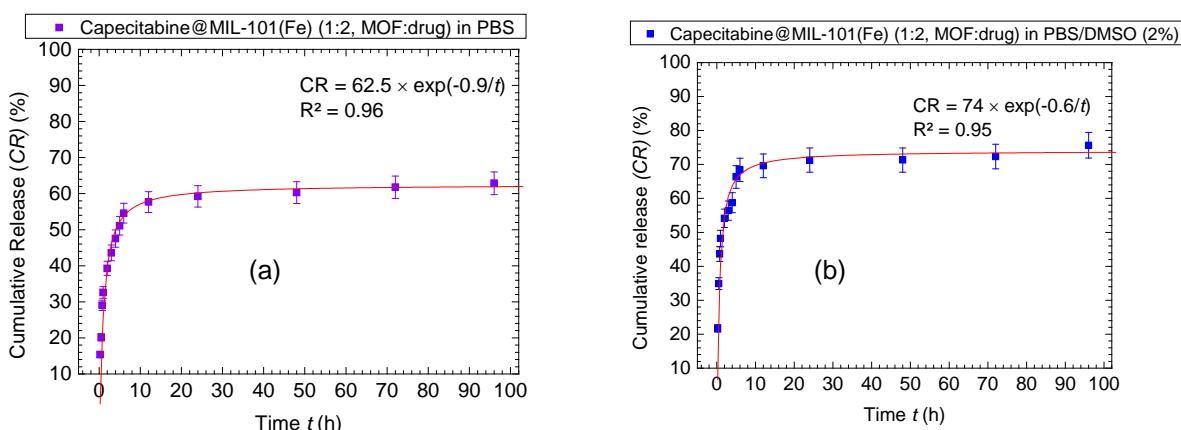 Capecitabine@MIL-101(Fe) (1:2, MOF:drug) in PBS
100
90
80
70
60
50
40
30
20
10
Cumulative Release (CR) (%)
CR = 62.5 × exp(-0.9/t)
R² = 0.96
(a)
0 10 20 30 40 50 60 70 80 90 100
Time t (h)
Capecitabine@MIL-101(Fe) (1:2, MOF:drug) in PBS/DMSO (2%)
100
90
80
70
60
50
40
30
20
10
Cumulative release (CR) (%)
CR = 74 × exp(-0.6/t)
R² = 0.95
(b)
0 10 20 30 40 50 60 70 80 90 100
Time t (h)